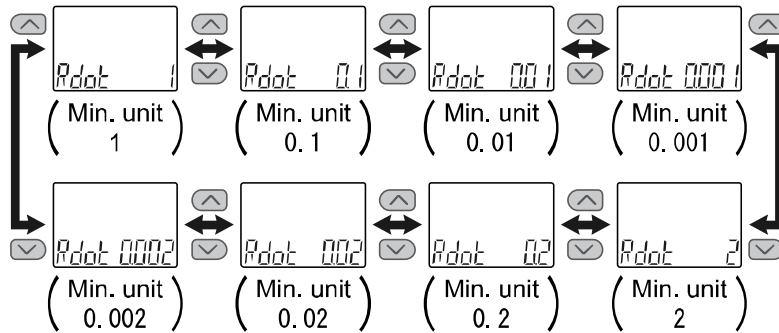 Rdot 1
Rdot 0.1
Rdot 0.01
Rdot 0.001
(Min. unit
1)
(Min. unit
0.1)
(Min. unit
0.01)
(Min. unit
0.001)
Rdot 0.002
Rdot 0.02
Rdot 0.2
Rdot 2
(Min. unit
0.002)
(Min. unit
0.02)
(Min. unit
0.2)
(Min. unit
2)